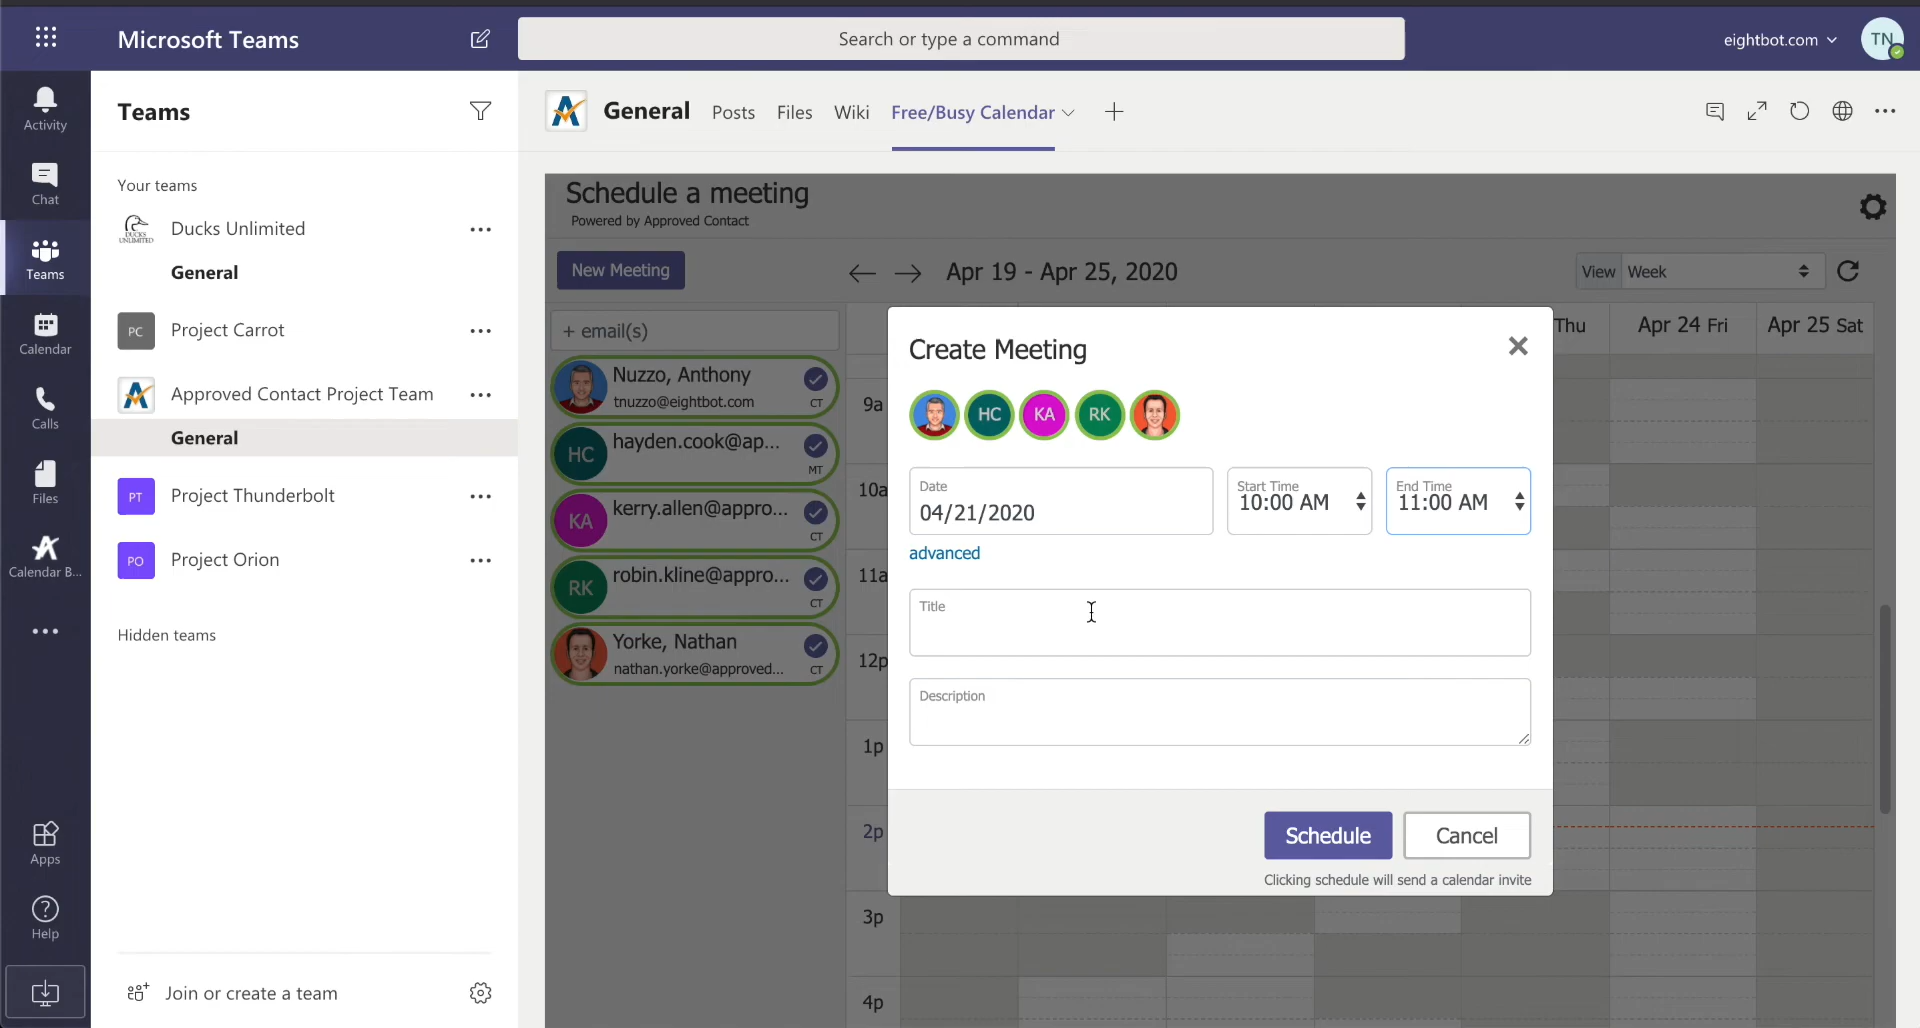 Microsoft Teams
Search or type a command
eightbot.com
TN
Activity
Chat
Teams
Calendar
Calls
Files
Calendar B...
Apps
Help
Teams
Your teams
DUCKS UNLIMITED
Ducks Unlimited
General
PC
Project Carrot
Approved Contact Project Team
General
PT
Project Thunderbolt
PO
Project Orion
Hidden teams
Join or create a team
General
Posts
Files
Wiki
Free/Busy Calendar
Schedule a meeting
Powered by Approved Contact
New Meeting
Apr 19 - Apr 25, 2020
View
Week
+ email(s)
Nuzzo, Anthony
tnuzzo@eightbot.com
CT
HC
hayden.cook@ap...
MT
KA
kerry.allen@appro...
CT
RK
robin.kline@appro...
CT
Yorke, Nathan
nathan.yorke@approved...
CT
Thu
Apr 24 Fri
Apr 25 Sat
9a
10a
11a
12p
1p
2p
3p
4p
Create Meeting
HC
KA
RK
Date
04/21/2020
Start Time
10:00 AM
End Time
11:00 AM
advanced
Title
Description
Schedule
Cancel
Clicking schedule will send a calendar invite